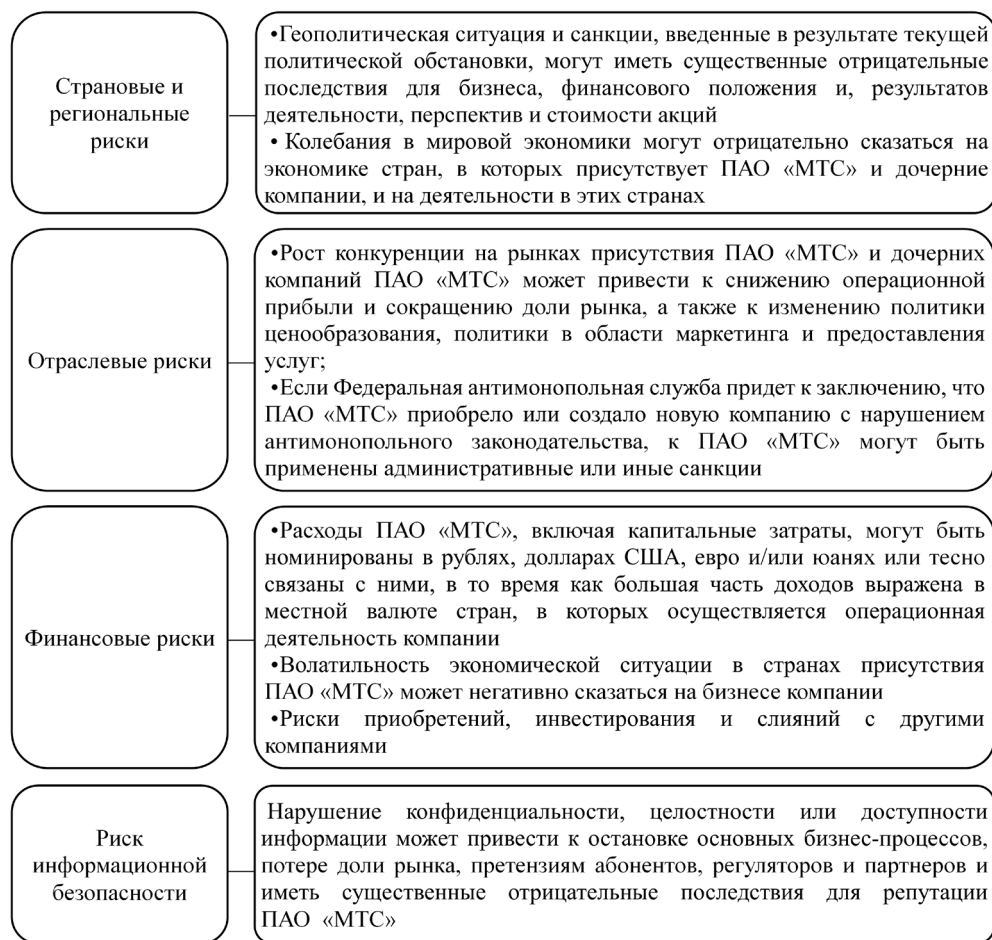 Страновые и
региональные
риски
•Геополитическая ситуация и санкции, введенные в результате текущей
политической обстановки, могут иметь существенные отрицательные
последствия для бизнеса, финансового положения и, результатов
деятельности, перспектив и стоимости акций
• Колебания в мировой экономики могут отрицательно сказаться на
экономике стран, в которых присутствует ПАО «МТС» и дочерние
компании, и на деятельности в этих странах
Отраслевые риски
•Рост конкуренции на рынках присутствия ПАО «МТС» и дочерних
компаний ПАО «МТС» может привести к снижению операционной
прибыли и сокращению доли рынка, а также к изменению политики
ценообразования, политики в области маркетинга и предоставления
услуг;
•Если Федеральная антимонопольная служба придет к заключению, что
ПАО «МТС» приобрело или создало новую компанию с нарушением
антимонопольного законодательства, к ПАО «МТС» могут быть
применены административные или иные санкции
Финансовые риски
•Расходы ПАО «МТС», включая капитальные затраты, могут быть
номинированы в рублях, долларах США, евро и/или юанях или тесно
связаны с ними, в то время как большая часть доходов выражена в
местной валюте стран, в которых осуществляется операционная
деятельность компании
•Волатильность экономической ситуации в странах присутствия
ПАО «МТС» может негативно сказаться на бизнесе компании
•Риски приобретений, инвестирования и слияний с другими
компаниями
Риск
информационной
безопасности
Нарушение конфиденциальности, целостности или доступности
информации может привести к остановке основных бизнес-процессов,
потере доли рынка, претензиям абонентов, регуляторов и партнеров и
иметь существенные отрицательные последствия для репутации
ПАО «МТС»